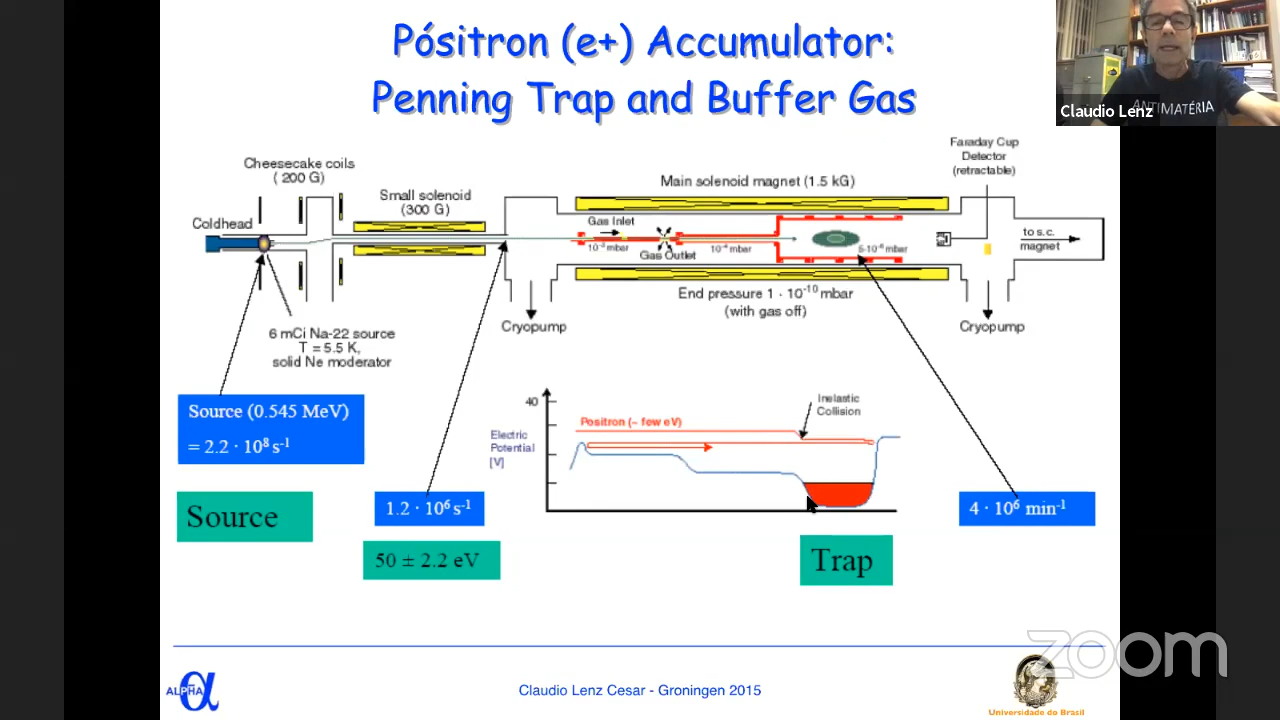 Pósitron (e+) Accumulator:
Penning Trap and Buffer Gas
Claudio Lenz
ANTIMATÉRIA
Cheesecake coils
( 200 G)
Small solenoid
(300 G)
Coldhead
Main solenoid magnet (1.5 kG)
Faraday Cup
Detector
(retractable)
Gas Inlet
10⁻³ mbar
Gas Outlet
10⁻⁴ mbar
mbar
to s.c.
magnet
End pressure 1 · 10⁻¹⁰ mbar
(with gas off)
Cryopump
Cryopump
6 mCi Na-22 source
T = 5.5 K,
solid Ne moderator
Source (0.545 MeV)
= 2.2 · 10⁸ s⁻¹
Source
1.2 · 10⁶ s⁻¹
50 ± 2.2 eV
40
Electric
Potential
[V]
Positron (~ few eV)
Inelastic
Collision
Trap
4 · 10⁶ min⁻¹
zoom
ALPHA
α
Claudio Lenz Cesar - Groningen 2015
Universidade do Brasil